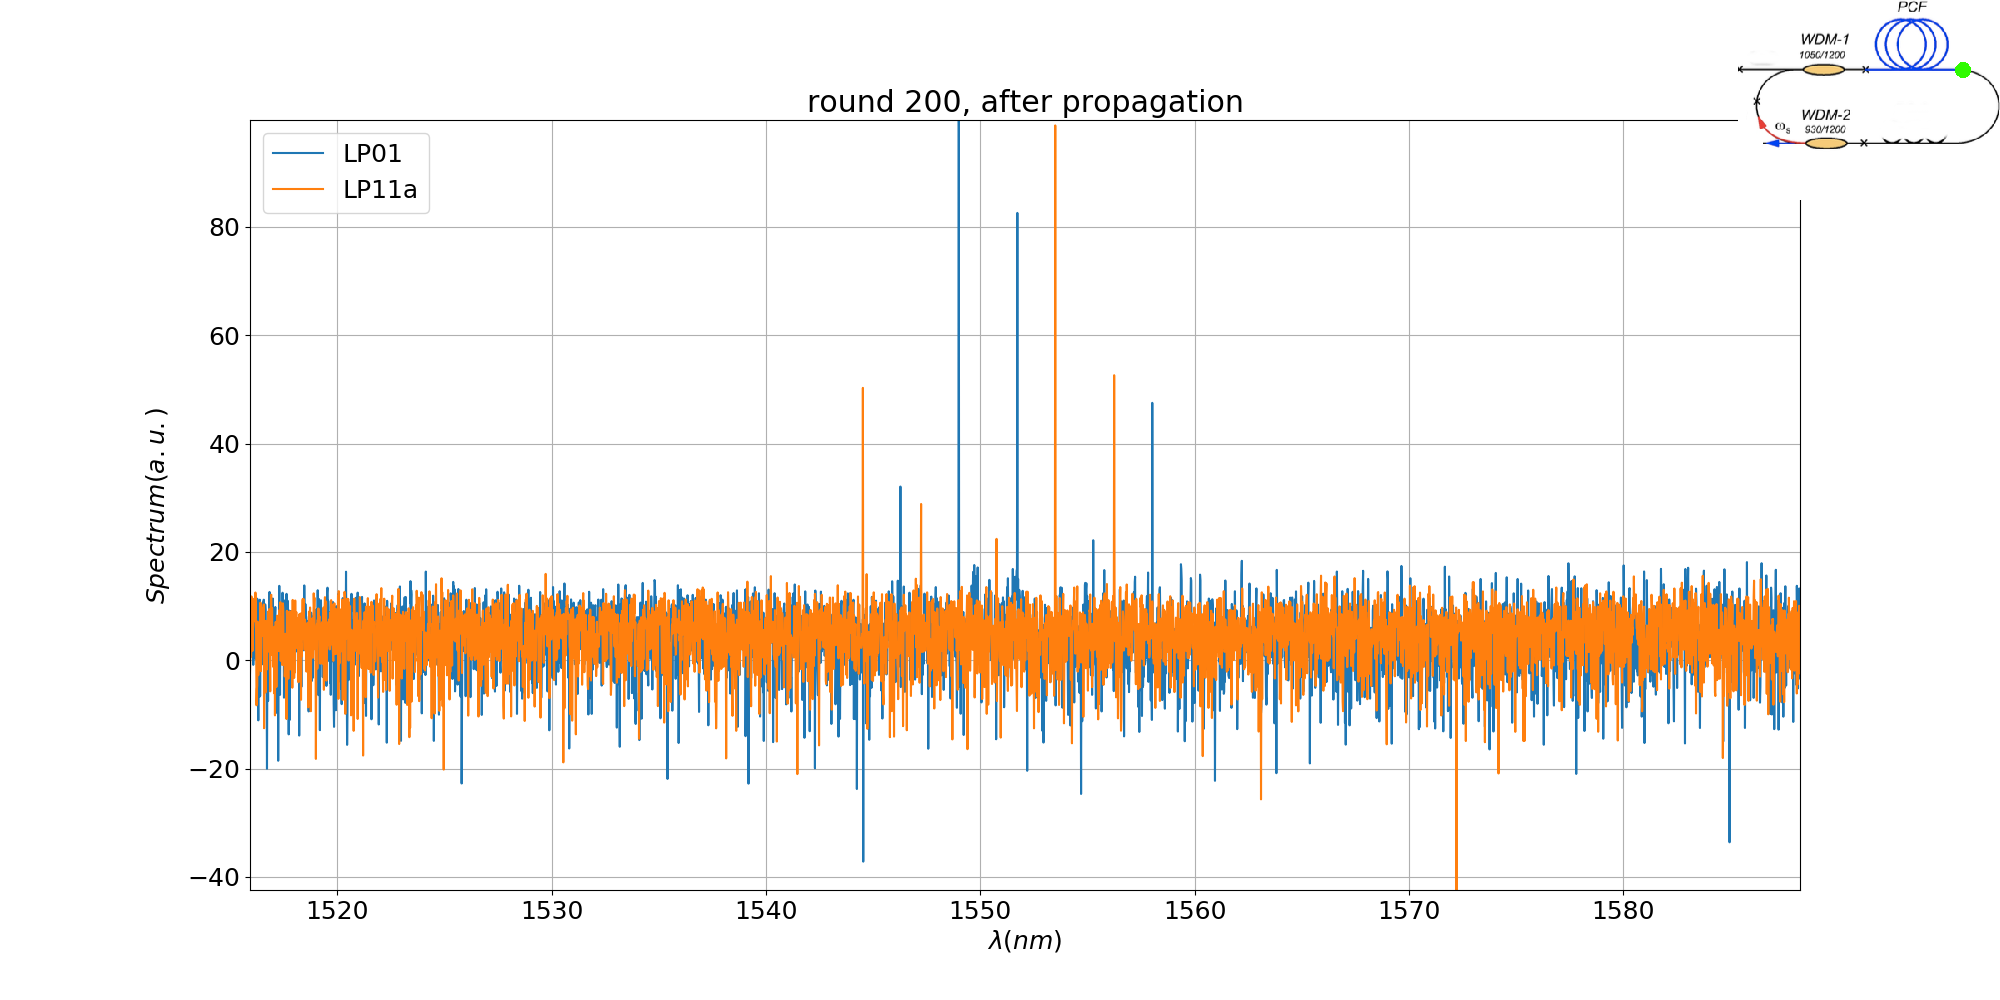 PCF
WDM-1
1050/1200
WDM-2
930/1200
ωs
round 200, after propagation
LP01
LP11a
80
60
40
20
0
−20
−40
Spectrum(a. u. )
1520 1530 1540 1550 1560 1570 1580
λ(nm)